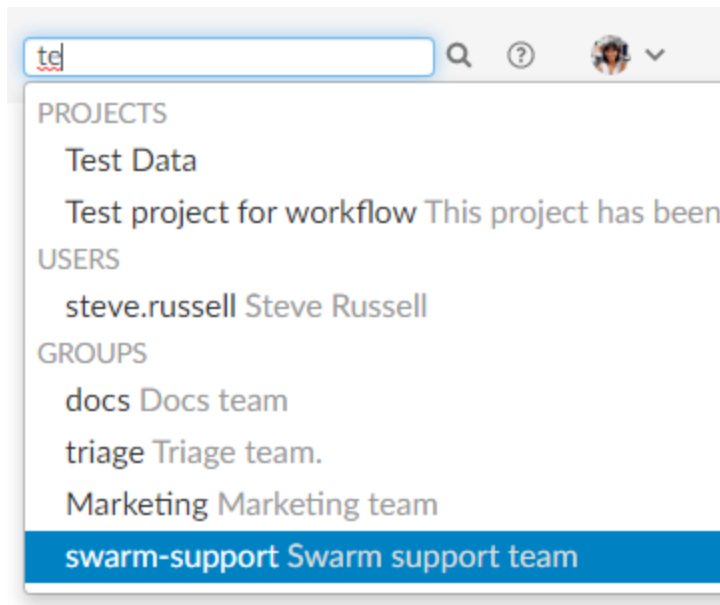 te
PROJECTS
Test Data
Test project for workflow This project has been
USERS
steve.russell Steve Russell
GROUPS
docs Docs team
triage Triage team.
Marketing Marketing team
swarm-support Swarm support team